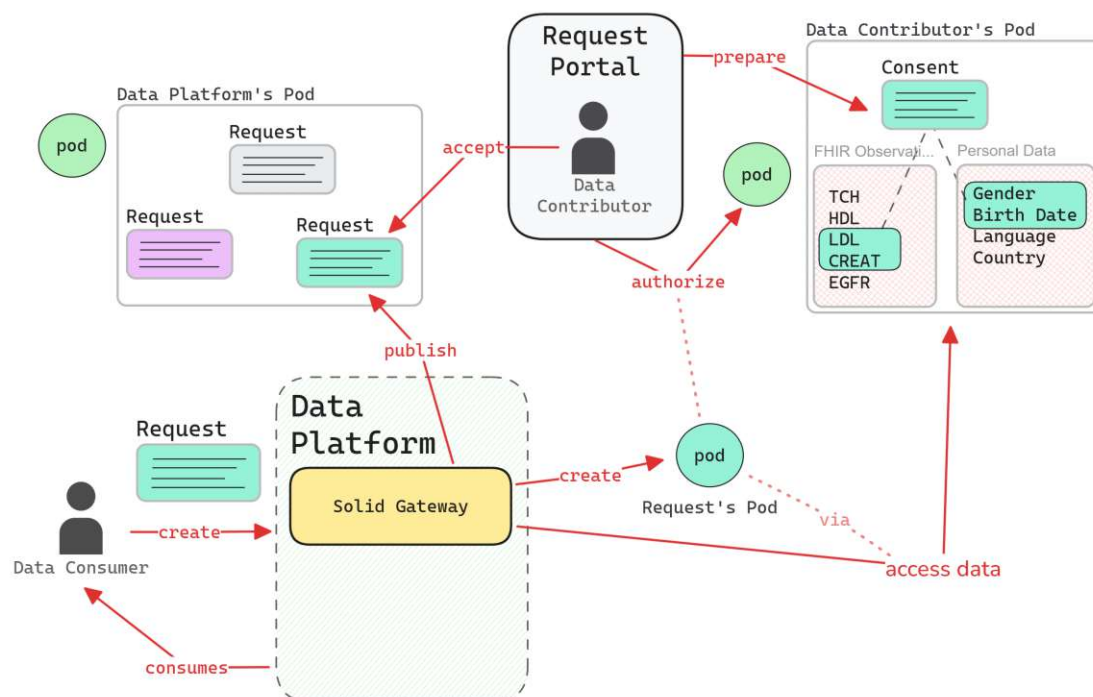 Request
Portal
Data
Contributor
prepare
accept
Data Contributor's Pod
Consent
FHIR Observati...
Personal Data
TCH
HDL
LDL
CREAT
EGFR
Gender
Birth Date
Language
Country
Data Platform's Pod
pod
Request
Request
Request
pod
authorize
publish
Data
Platform
Solid Gateway
Request
create
Data Consumer
consumes
create
pod
Request's Pod
via
access data